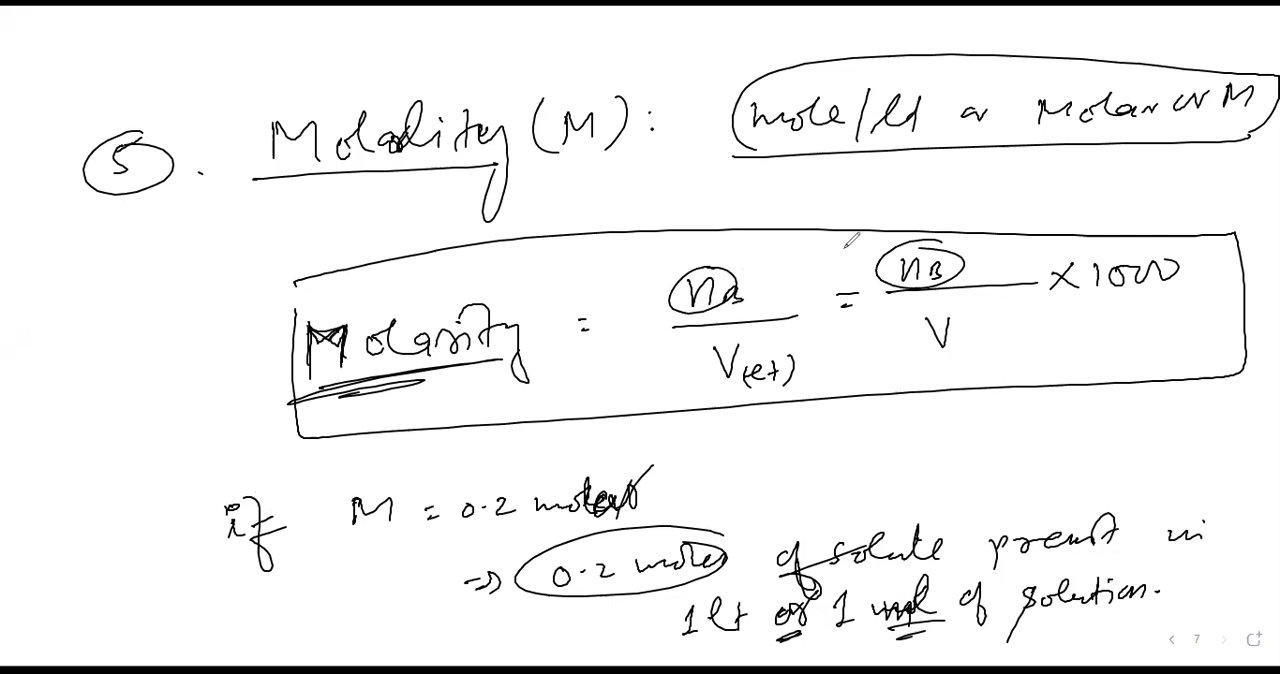 5. Molarity (M): mole/lt or Molar or M
Molarity = nB / V(lt) = nB / V × 1000
if M = 0.2 molar
⇒ 0.2 moles of solute present in
1 lt or 1 ml of solution.
7